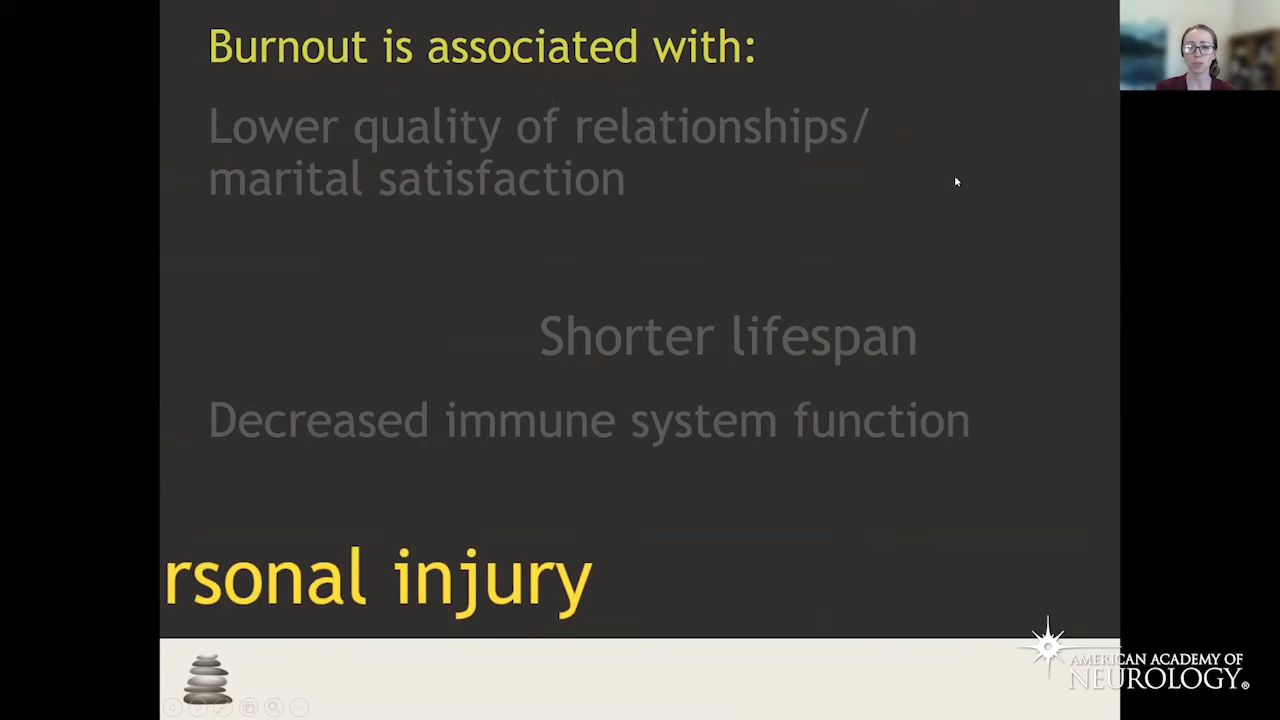 Burnout is associated with:
Lower quality of relationships/
marital satisfaction
Shorter lifespan
Decreased immune system function
rsonal injury
AMERICAN ACADEMY OF
NEUROLOGY®